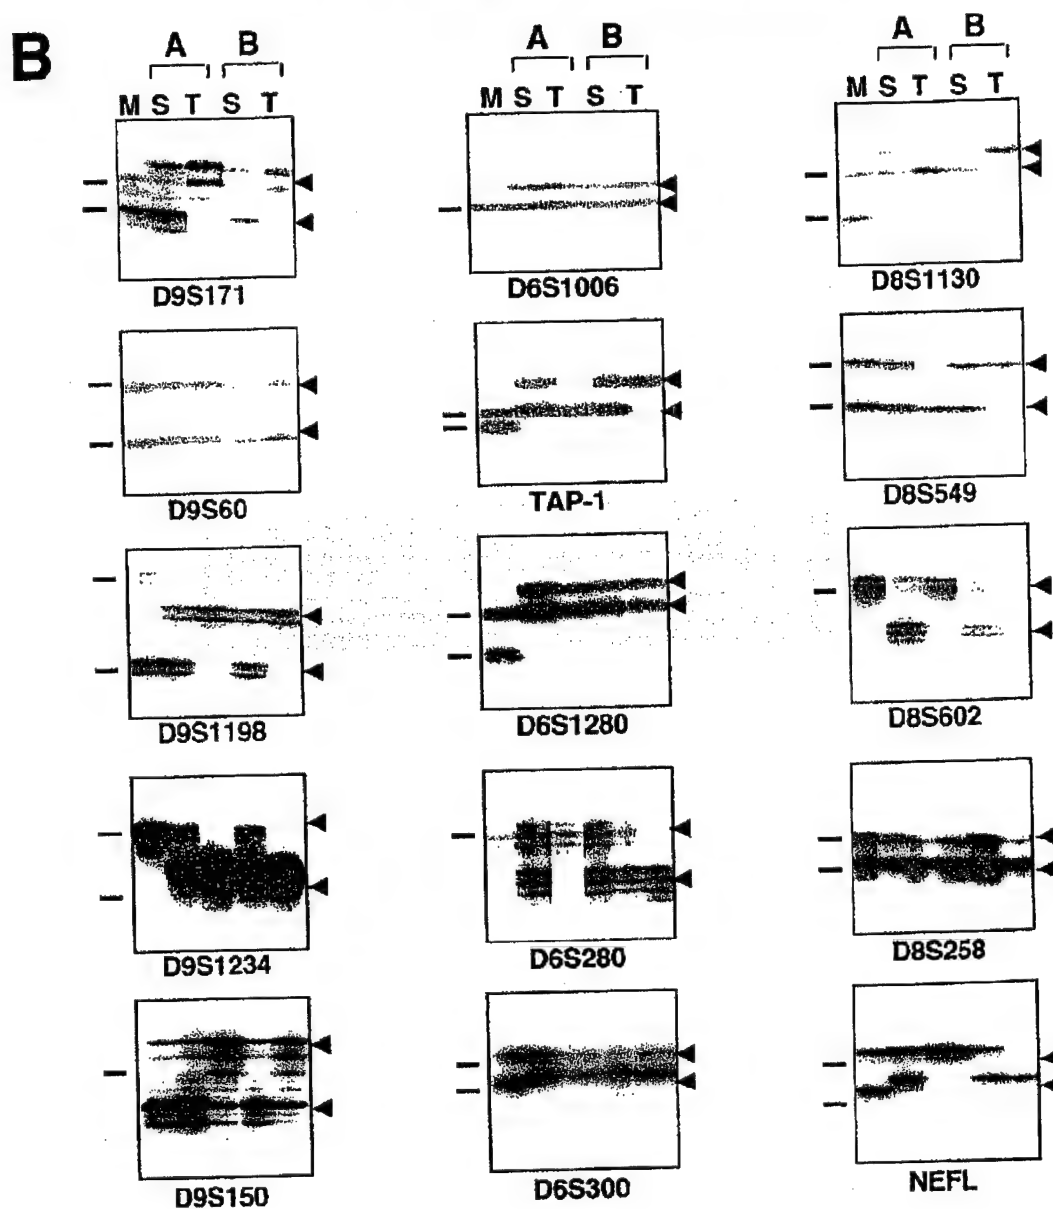 B
A B A B A B
M S T S T M S T S T M S T S T
D9S171 D6S1006 D8S1130
D9S60 TAP-1 D8S549
D9S1198 D6S1280 D8S602
D9S1234 D6S280 D8S258
D9S150 D6S300 NEFL